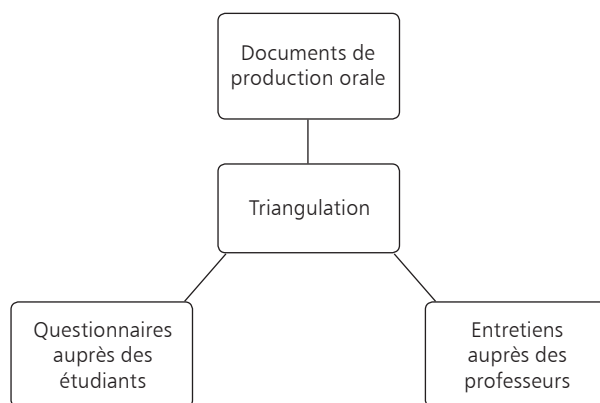 Documents de
production orale
Triangulation
Questionnaires
auprès des
étudiants
Entretiens
auprès des
professeurs